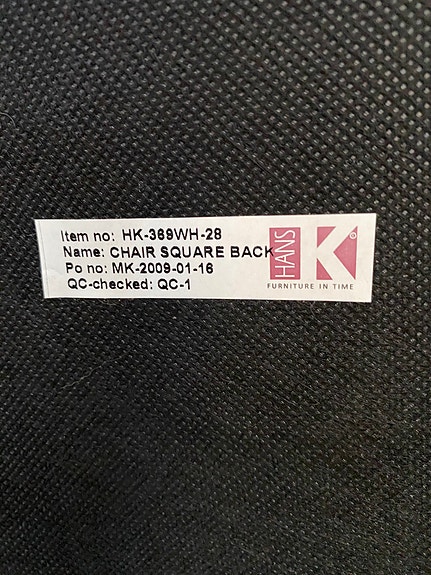 Item no: HK-369WH-28
Name: CHAIR SQUARE BACK
Po no: MK-2009-01-16
QC-checked: QC-1
HANS K
FURNITURE IN TIME